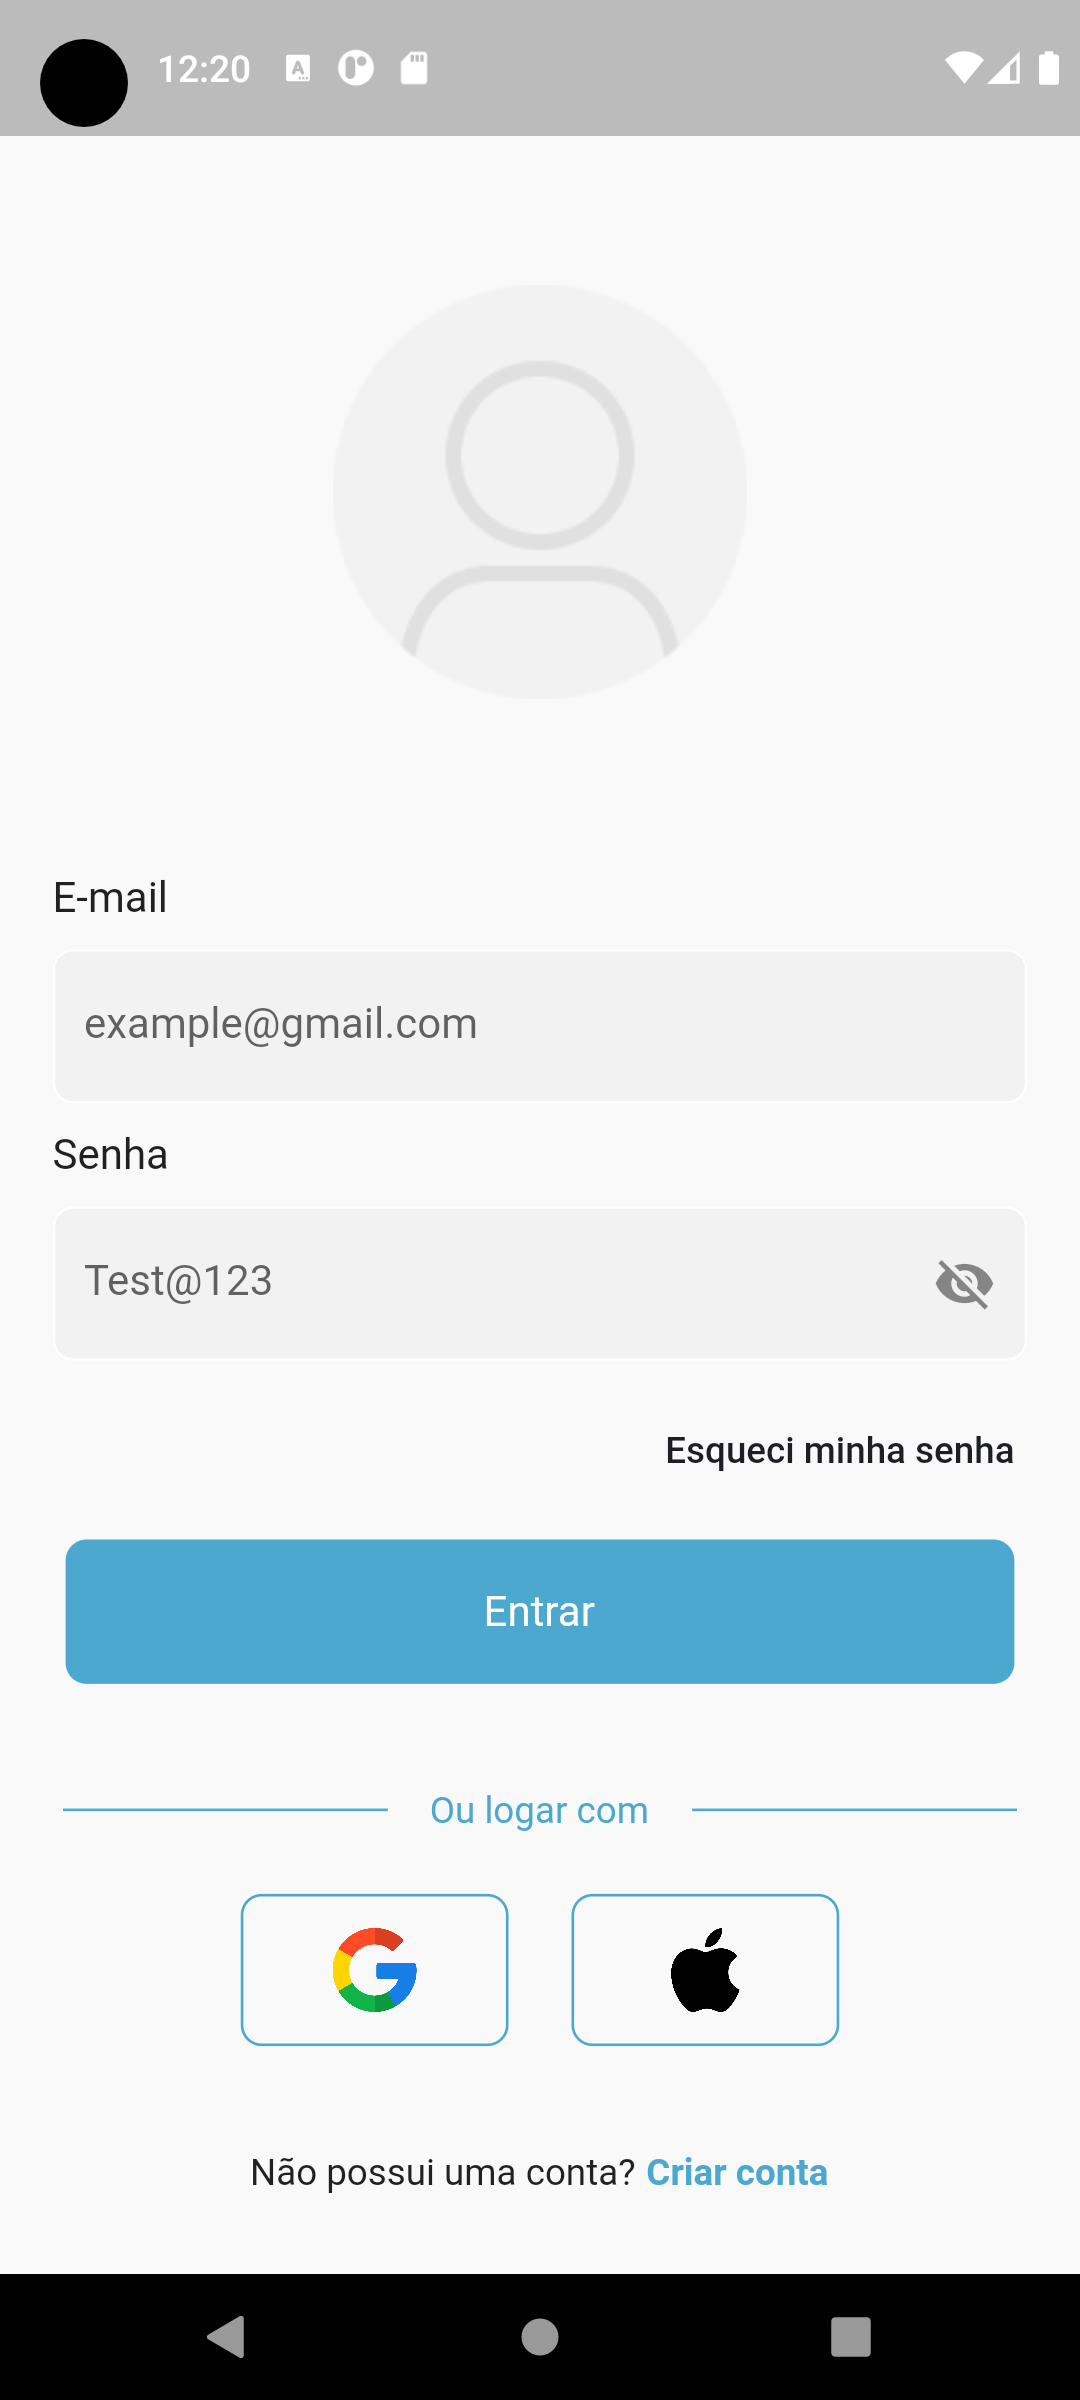 12:20
E-mail
example@gmail.com
Senha
Test@123
Esqueci minha senha
Entrar
Ou logar com
Não possui uma conta? Criar conta